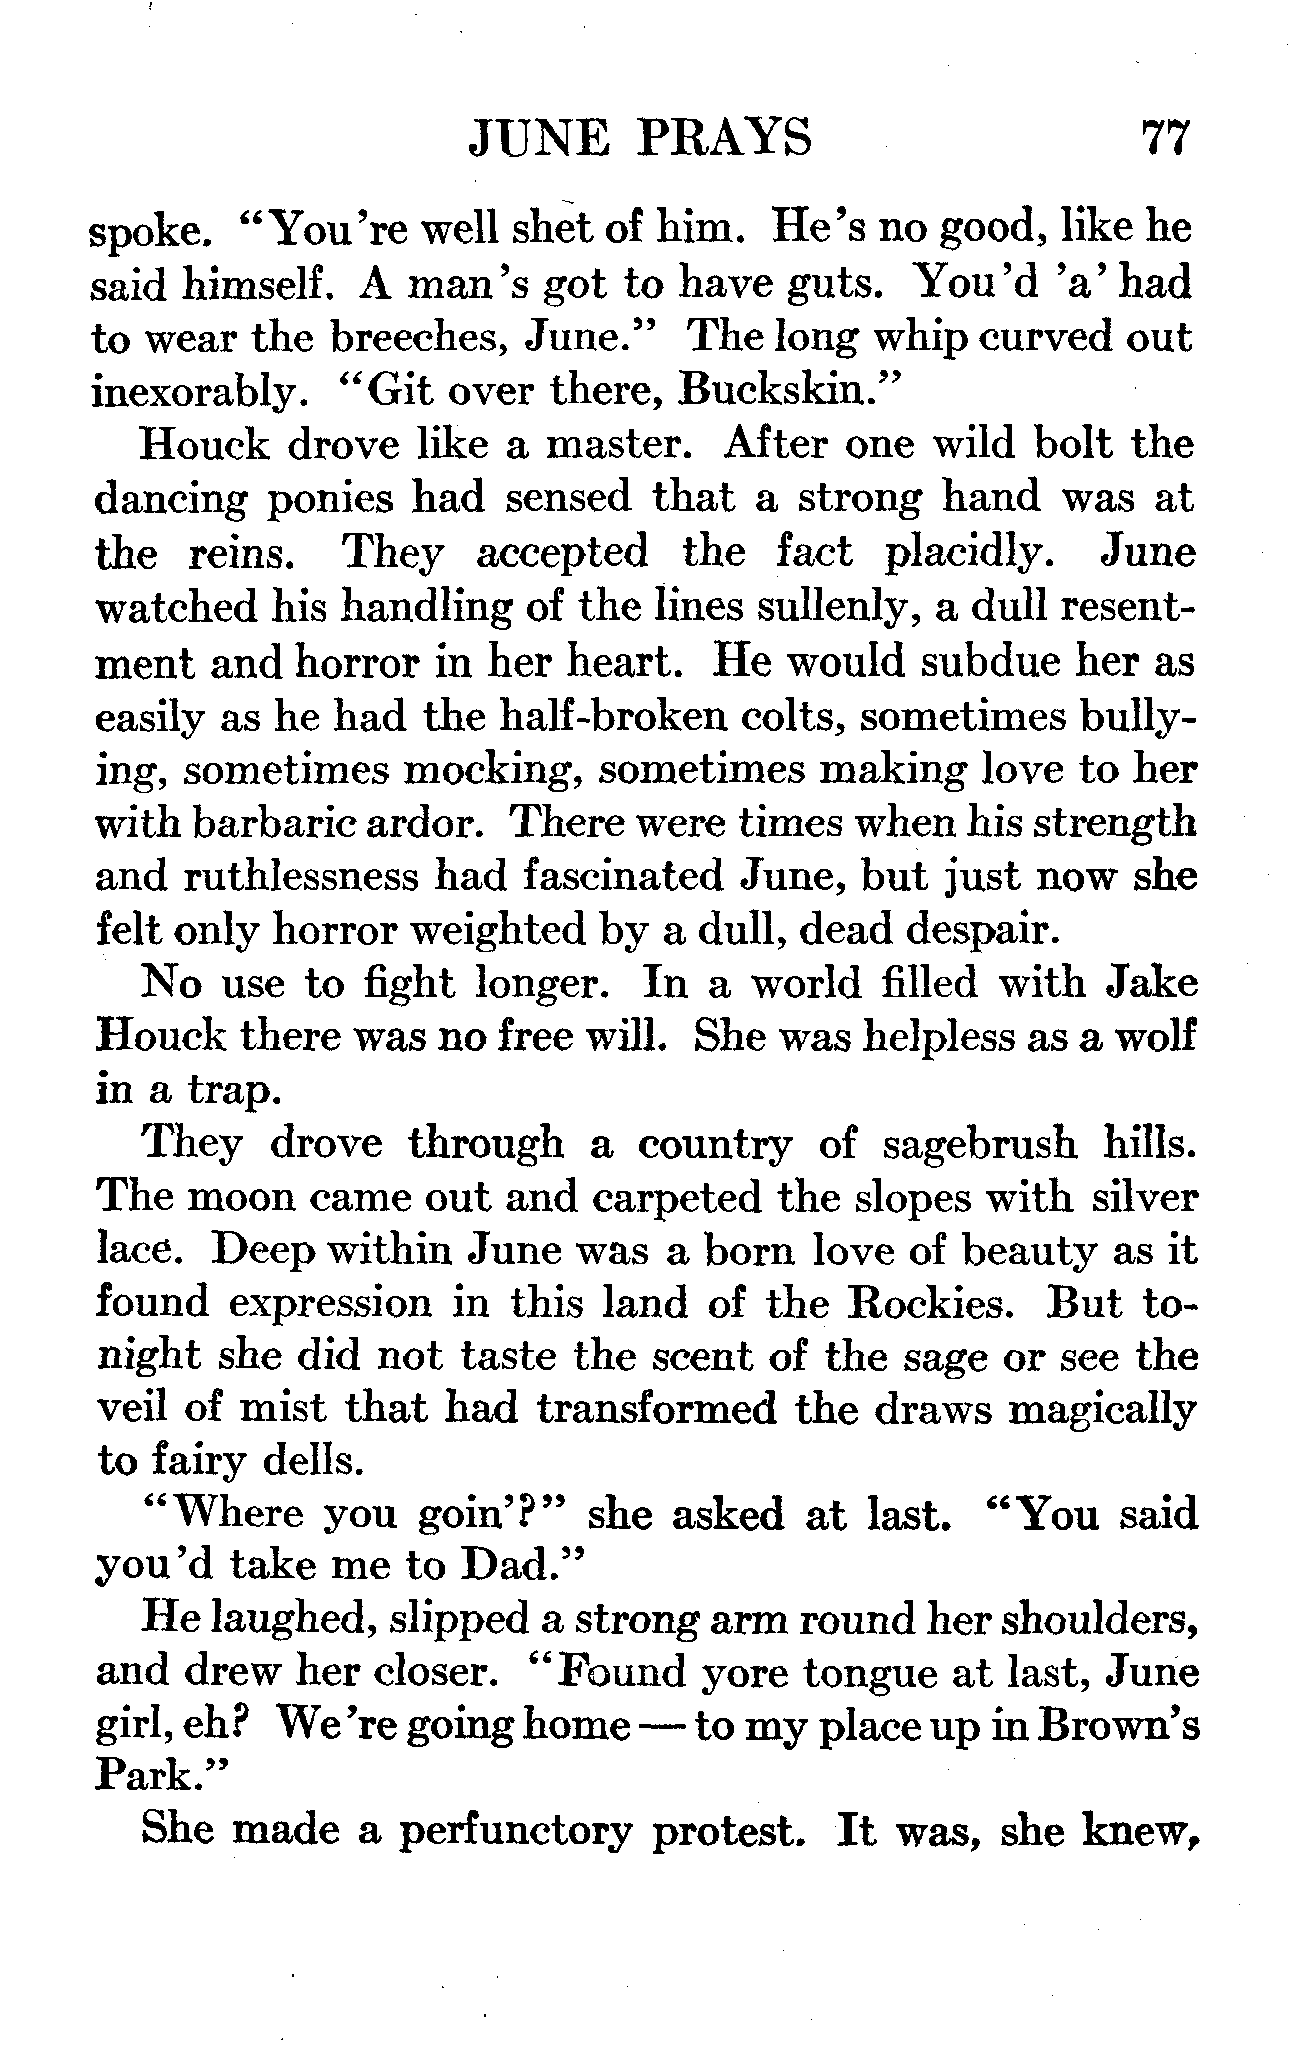 JUNE PRAYS 77
spoke. "You're well shet of him. He's no good, like he
said himself. A man's got to have guts. You'd 'a' had
to wear the breeches, June." The long whip curved out
inexorably. "Git over there, Buckskin."
Houck drove like a master. After one wild bolt the
dancing ponies had sensed that a strong hand was at
the reins. They accepted the fact placidly. June
watched his handling of the lines sullenly, a dull resent-
ment and horror in her heart. He would subdue her as
easily as he had the half-broken colts, sometimes bully-
ing, sometimes mocking, sometimes making love to her
with barbaric ardor. There were times when his strength
and ruthlessness had fascinated June, but just now she
felt only horror weighted by a dull, dead despair.
No use to fight longer. In a world filled with Jake
Houck there was no free will. She was helpless as a wolf
in a trap.
They drove through a country of sagebrush hills.
The moon came out and carpeted the slopes with silver
lace. Deep within June was a born love of beauty as it
found expression in this land of the Rockies. But to-
night she did not taste the scent of the sage or see the
veil of mist that had transformed the draws magically
to fairy dells.
"Where you goin'?" she asked at last. "You said
you'd take me to Dad."
He laughed, slipped a strong arm round her shoulders,
and drew her closer. "Found yore tongue at last, June
girl, eh? We're going home — to my place up in Brown's
Park."
She made a perfunctory protest. It was, she knew,